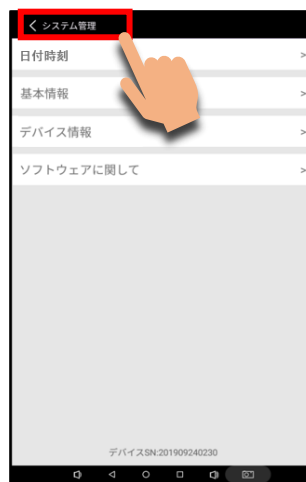 システム管理
日付時刻 >
基本情報 >
デバイス情報 >
ソフトウェアに関して >
デバイスSN:201909240230